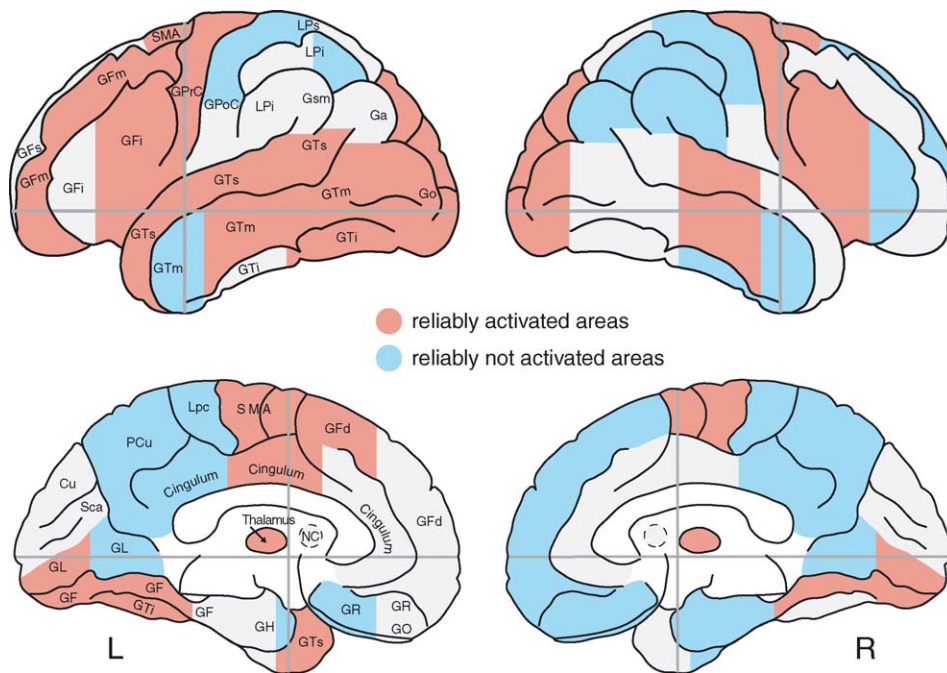 SMA
LPs
LPi
GFm
GPrC
GPoC
LPi
Gsm
Ga
GFs
GFi
GTs
GFm
GFi
GTs
GTm
Go
GTs
GTm
GTi
GTm
GTi
reliably activated areas
reliably not activated areas
Lpc
SMA
GFd
PCu
Cingulum
Cingulum
Cu
Sca
Cingulum
GFd
Thalamus
NC
GL
GL
GF
GF
GTi
GF
GH
GR
GR
GO
GTs
L
R